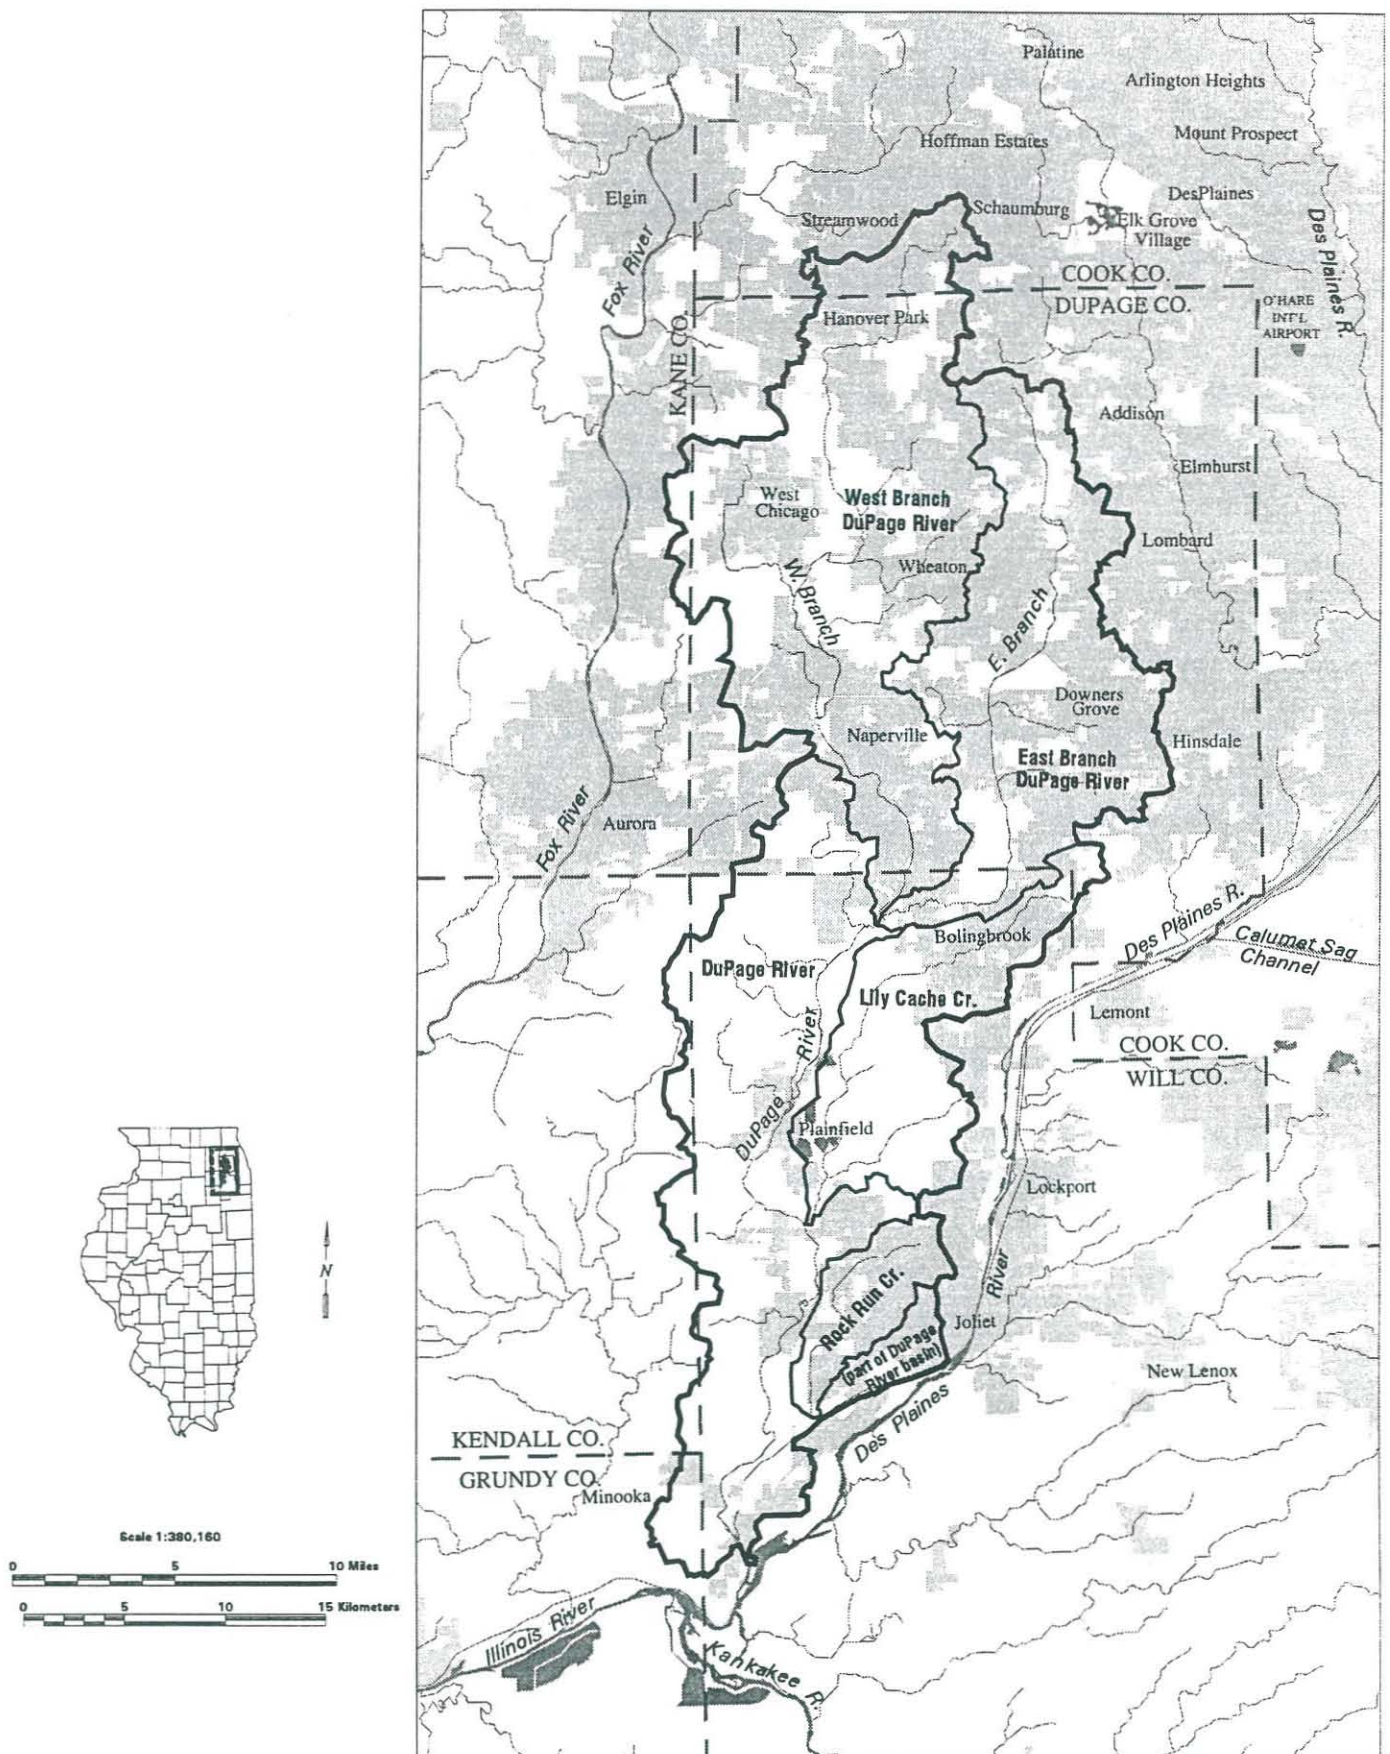 Palatine
Arlington Heights
Mount Prospect
Hoffman Estates
DesPlaines
Elgin
Schaumburg
Streamwood
Elk Grove
Village
Des Plaines R.
Fox River
COOK CO.
DUPAGE CO.
O'HARE
INT'L
AIRPORT
Hanover Park
KANE CO.
Addison
Elmhurst
West
Chicago
West Branch
DuPage River
Lombard
Wheaton
W. Branch
E. Branch
Downers
Grove
Naperville
Hinsdale
East Branch
DuPage River
Fox River
Aurora
Des Plaines R.
Bolingbrook
Calumet Sag
Channel
DuPage River
Lily Cache Cr.
Lemont
DuPage River
COOK CO.
WILL CO.
Plainfield
Lockport
River
Rock Run Cr.
Joliet
(part of DuPage
River basin)
New Lenox
Des Plaines
KENDALL CO.
GRUNDY CO.
Minooka
N
Scale 1:380,160
0 5 10 Miles
0 5 10 15 Kilometers
Illinois River
Kankakee R.